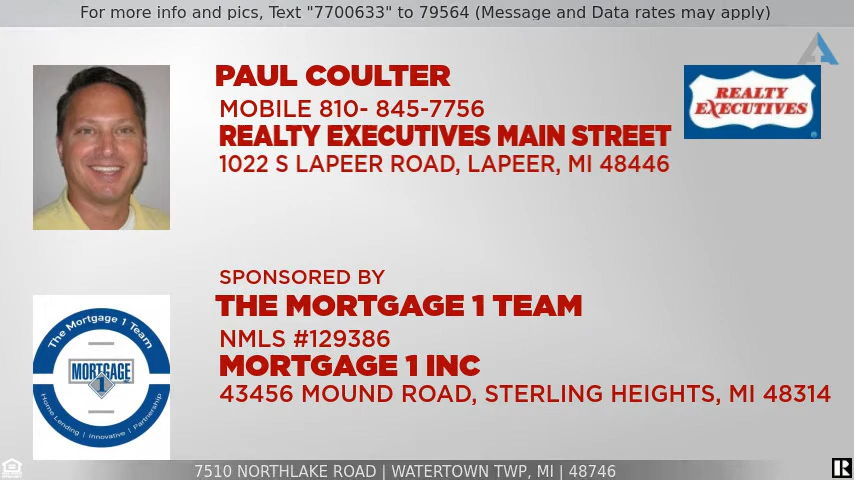 For more info and pics, Text "7700633" to 79564 (Message and Data rates may apply)
PAUL COULTER
MOBILE 810- 845-7756
REALTY EXECUTIVES MAIN STREET
1022 S LAPEER ROAD, LAPEER, MI 48446
REALTY
EXECUTIVES
SPONSORED BY
THE MORTGAGE 1 TEAM
NMLS #129386
MORTGAGE 1 INC
43456 MOUND ROAD, STERLING HEIGHTS, MI 48314
The Mortgage 1 Team
MORTGAGE
1
Home Lending | Innovative | Partnership
7510 NORTHLAKE ROAD | WATERTOWN TWP, MI | 48746